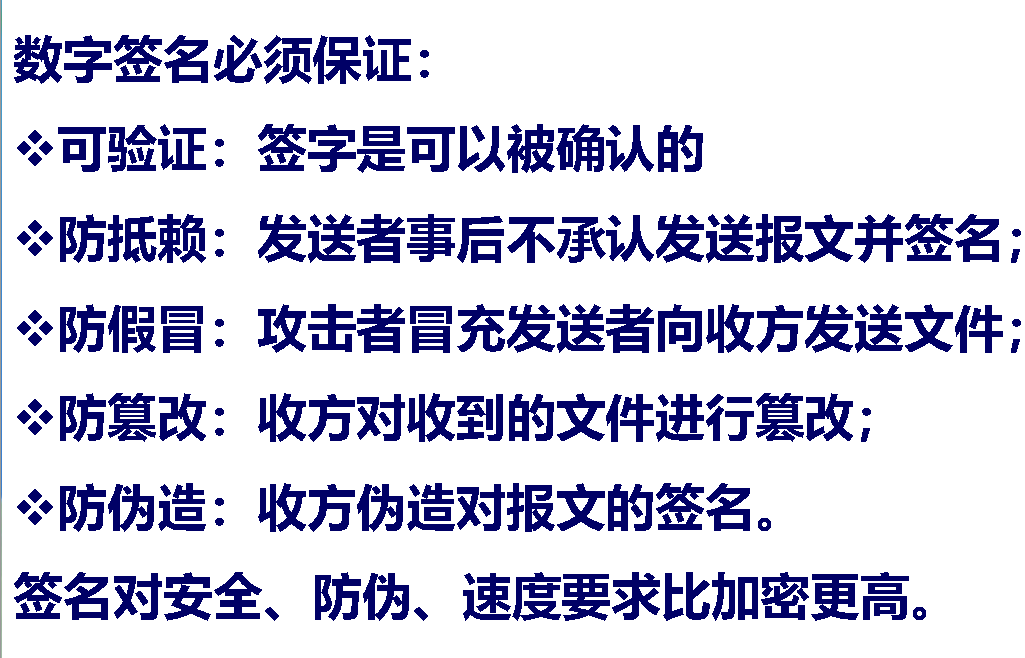 数字签名必须保证：
❖可验证：签字是可以被确认的
❖防抵赖：发送者事后不承认发送报文并签名；
❖防假冒：攻击者冒充发送者向收方发送文件；
❖防篡改：收方对收到的文件进行篡改；
❖防伪造：收方伪造对报文的签名。
签名对安全、防伪、速度要求比加密更高。